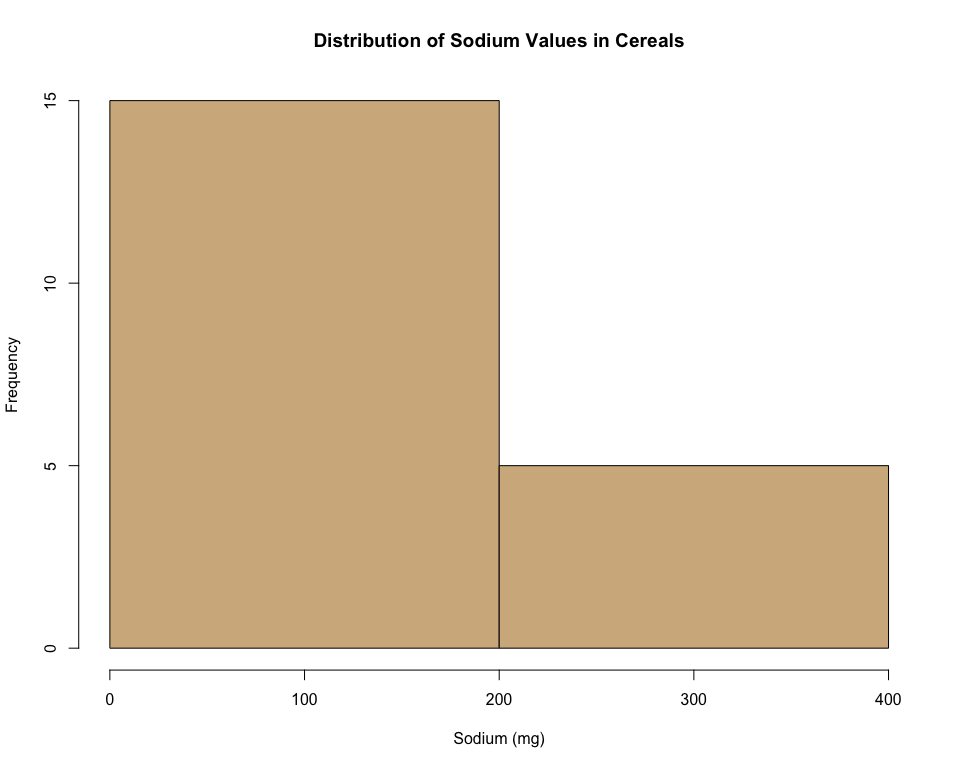 Distribution of Sodium Values in Cereals
15
10
5
0
Frequency
0 100 200 300 400
Sodium (mg)